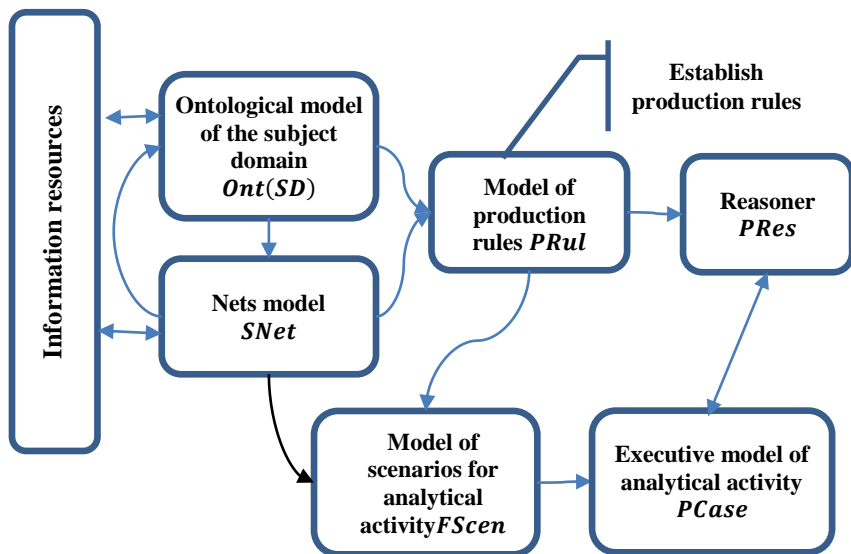 Information resources
Ontological model
of the subject
domain
Ont(SD)
Nets model
SNet
Establish
production rules
Model of
production
rules PRul
Reasoner
PRes
Model of
scenarios for
analytical
activityFScen
Executive model of
analytical activity
PCase